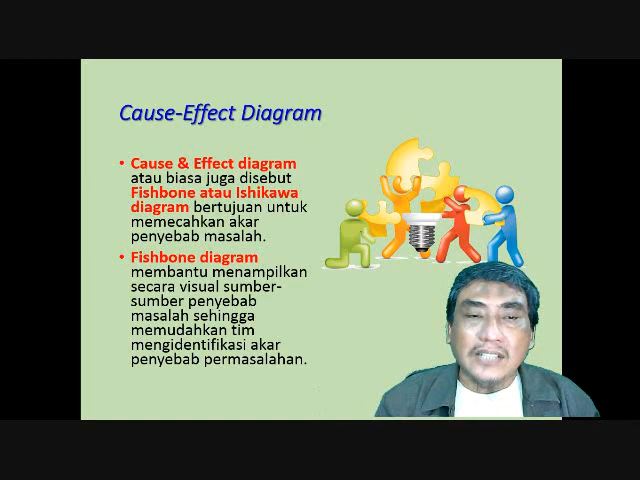 Cause-Effect Diagram
• Cause & Effect diagram
atau biasa juga disebut
Fishbone atau Ishikawa
diagram bertujuan untuk
memecahkan akar
penyebab masalah.
• Fishbone diagram
membantu menampilkan
secara visual sumber-
sumber penyebab
masalah sehingga
memudahkan tim
mengidentifikasi akar
penyebab permasalahan.